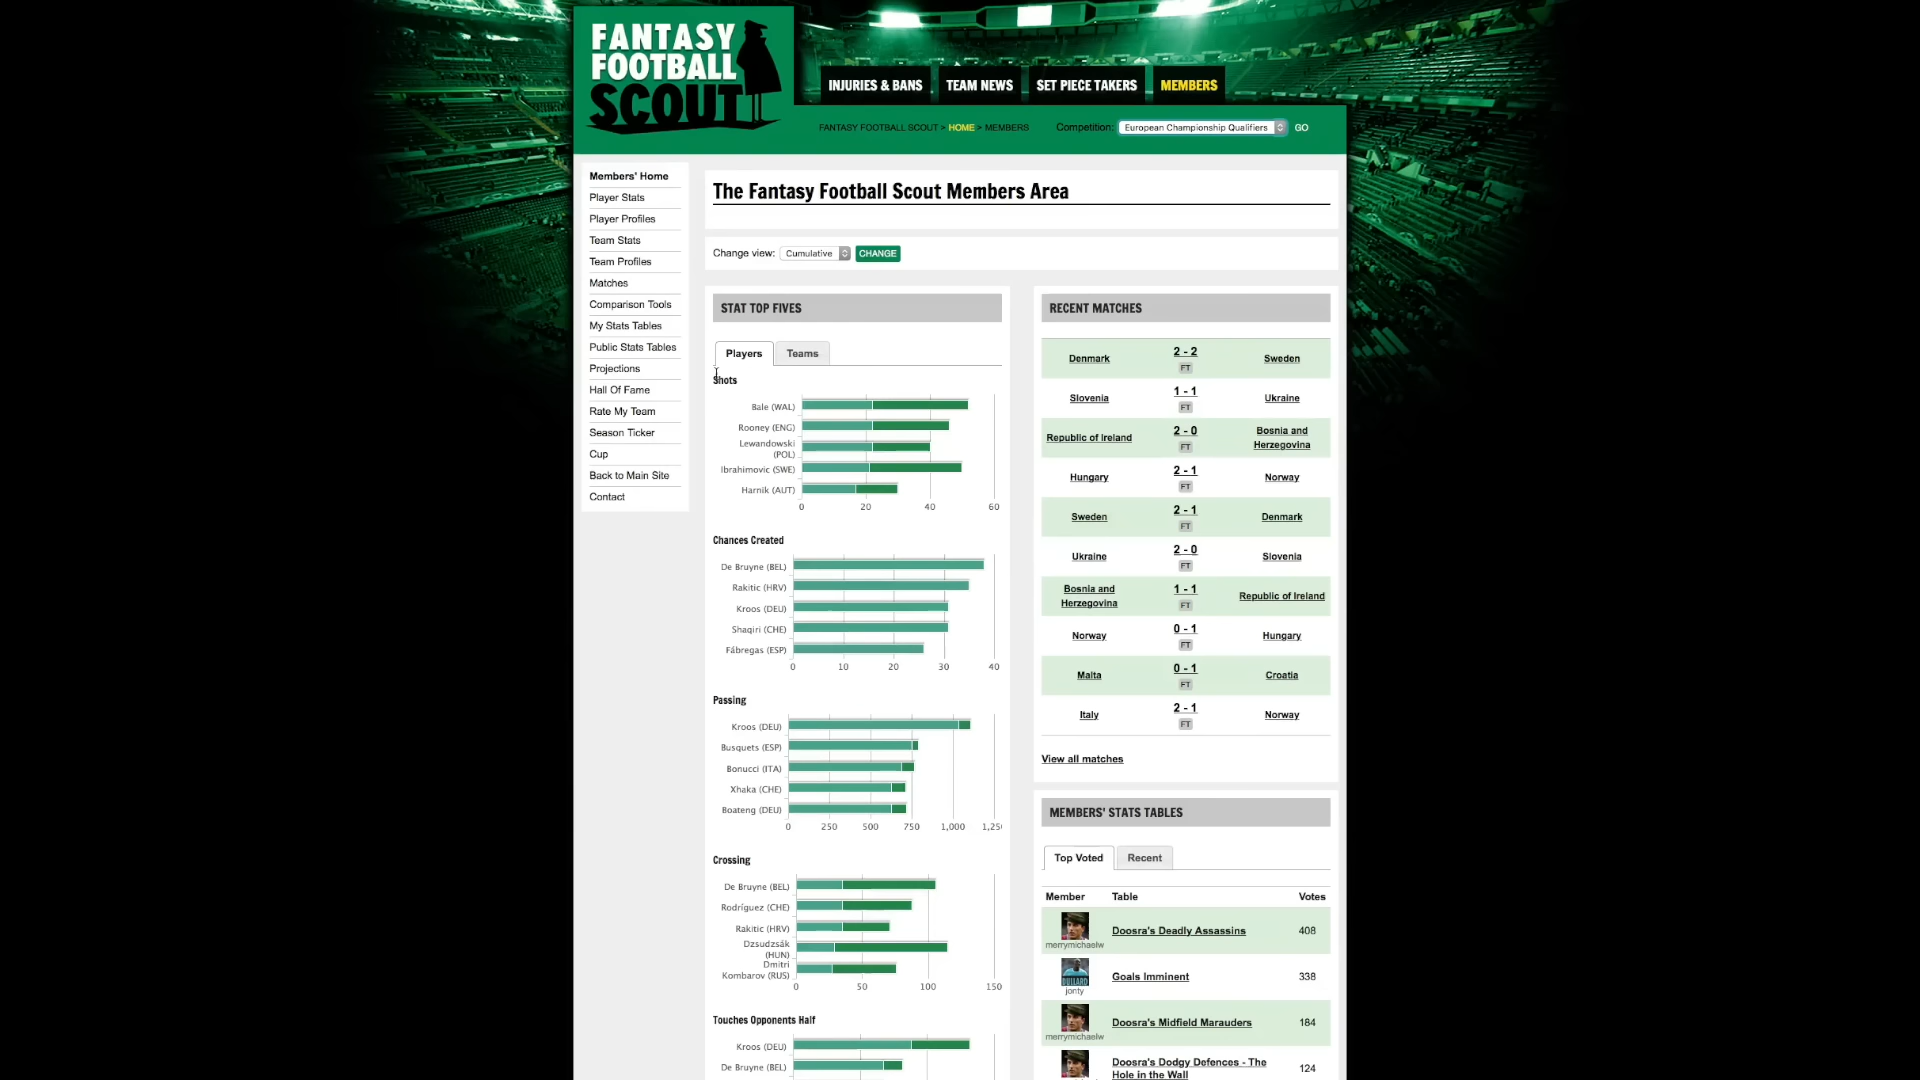 FANTASY
FOOTBALL
SCOUT
INJURIES & BANS
TEAM NEWS
SET PIECE TAKERS
MEMBERS
FANTASY FOOTBALL SCOUT > HOME > MEMBERS
Competition: European Championship Qualifiers GO
Members' Home
Player Stats
Player Profiles
Team Stats
Team Profiles
Matches
Comparison Tools
My Stats Tables
Public Stats Tables
Projections
Hall Of Fame
Rate My Team
Season Ticker
Cup
Back to Main Site
Contact
The Fantasy Football Scout Members Area
Change view: Cumulative CHANGE
STAT TOP FIVES
Players Teams
Shots
Bale (WAL)
Rooney (ENG)
Lewandowski
(POL)
Ibrahimovic (SWE)
Harnik (AUT)
0 20 40 60
Chances Created
De Bruyne (BEL)
Rakitic (HRV)
Kroos (DEU)
Shaqiri (CHE)
Fábregas (ESP)
0 10 20 30 40
Passing
Kroos (DEU)
Busquets (ESP)
Bonucci (ITA)
Xhaka (CHE)
Boateng (DEU)
0 250 500 750 1,000 1,25
Crossing
De Bruyne (BEL)
Rodríguez (CHE)
Rakitic (HRV)
Dzsudzsák
(HUN)
Dmitri
Kombarov (RUS)
0 50 100 150
Touches Opponents Half
Kroos (DEU)
De Bruyne (BEL)
RECENT MATCHES
Denmark 2 - 2 Sweden
FT
Slovenia 1 - 1 Ukraine
FT
Republic of Ireland 2 - 0 Bosnia and
Herzegovina
FT
Hungary 2 - 1 Norway
FT
Sweden 2 - 1 Denmark
FT
Ukraine 2 - 0 Slovenia
FT
Bosnia and
Herzegovina 1 - 1 Republic of Ireland
FT
Norway 0 - 1 Hungary
FT
Malta 0 - 1 Croatia
FT
Italy 2 - 1 Norway
FT
View all matches
MEMBERS' STATS TABLES
Top Voted Recent
Member Table Votes
merrymichaelw Doosra's Deadly Assassins 408
jonty Goals Imminent 338
merrymichaelw Doosra's Midfield Marauders 184
Doosra's Dodgy Defences - The
Hole in the Wall 124